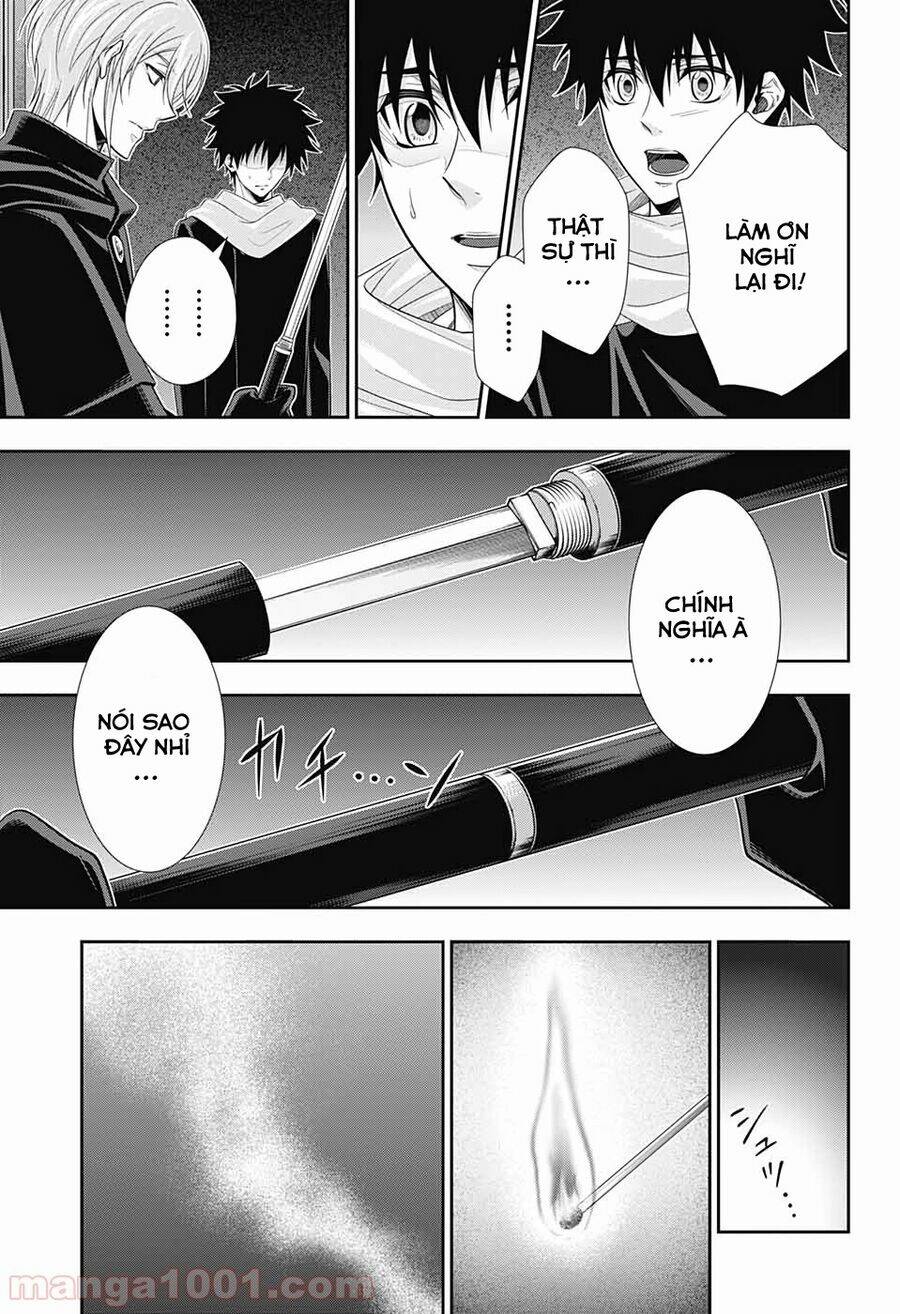 LÀM ƠN
NGHĨ
LẠI ĐI!
THẬT
SỰ THÌ
...
......
......
......
CHÍNH
NGHĨA À
...
NÓI SAO
ĐÂY NHỈ
...
カチ...ン
シュッ...
manga1001.com